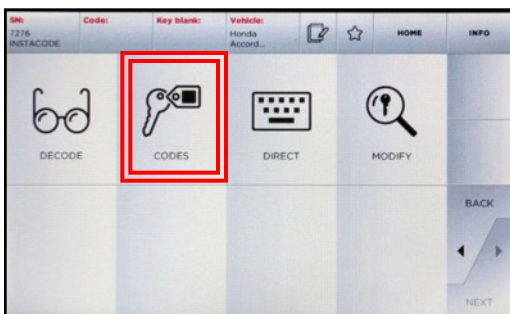 SN: Code: Key blank: Vehicle:
7276 Honda HOME INFO
INSTACODE Accord...
DECODE CODES DIRECT MODIFY
BACK
NEXT